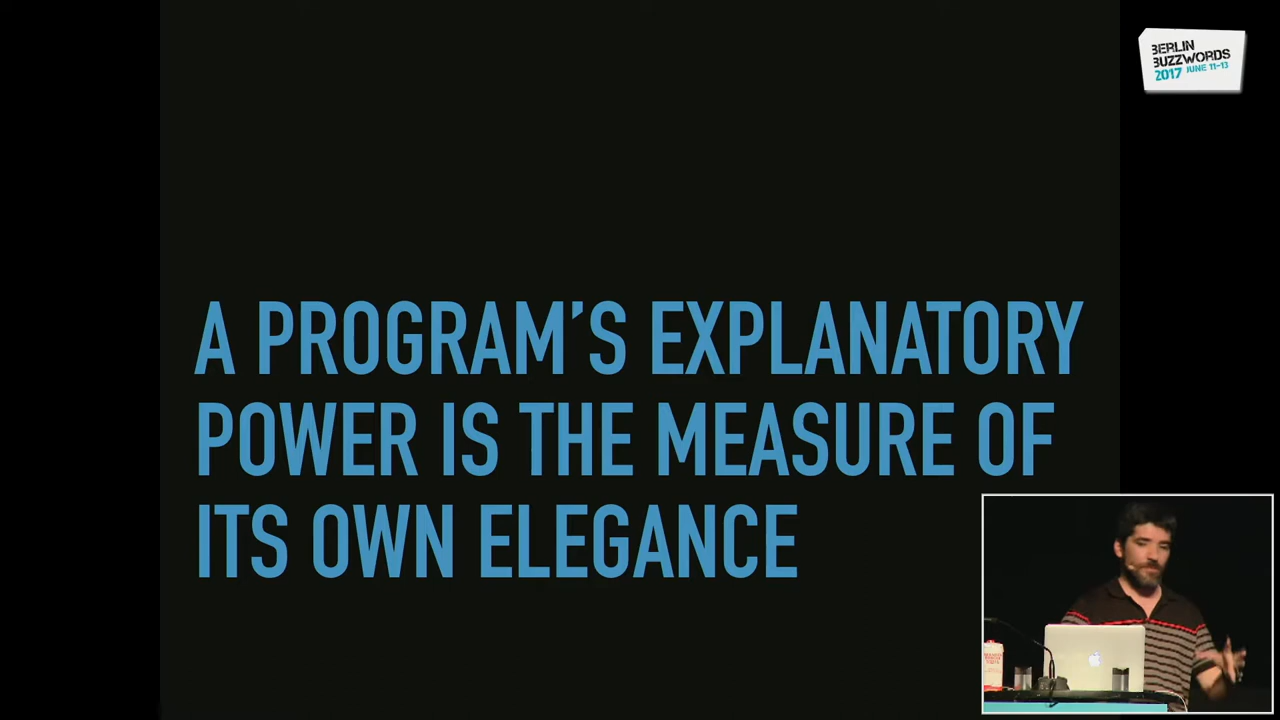 BERLIN
BUZZWORDS
2017 JUNE 11-13
A PROGRAM'S EXPLANATORY
POWER IS THE MEASURE OF
ITS OWN ELEGANCE